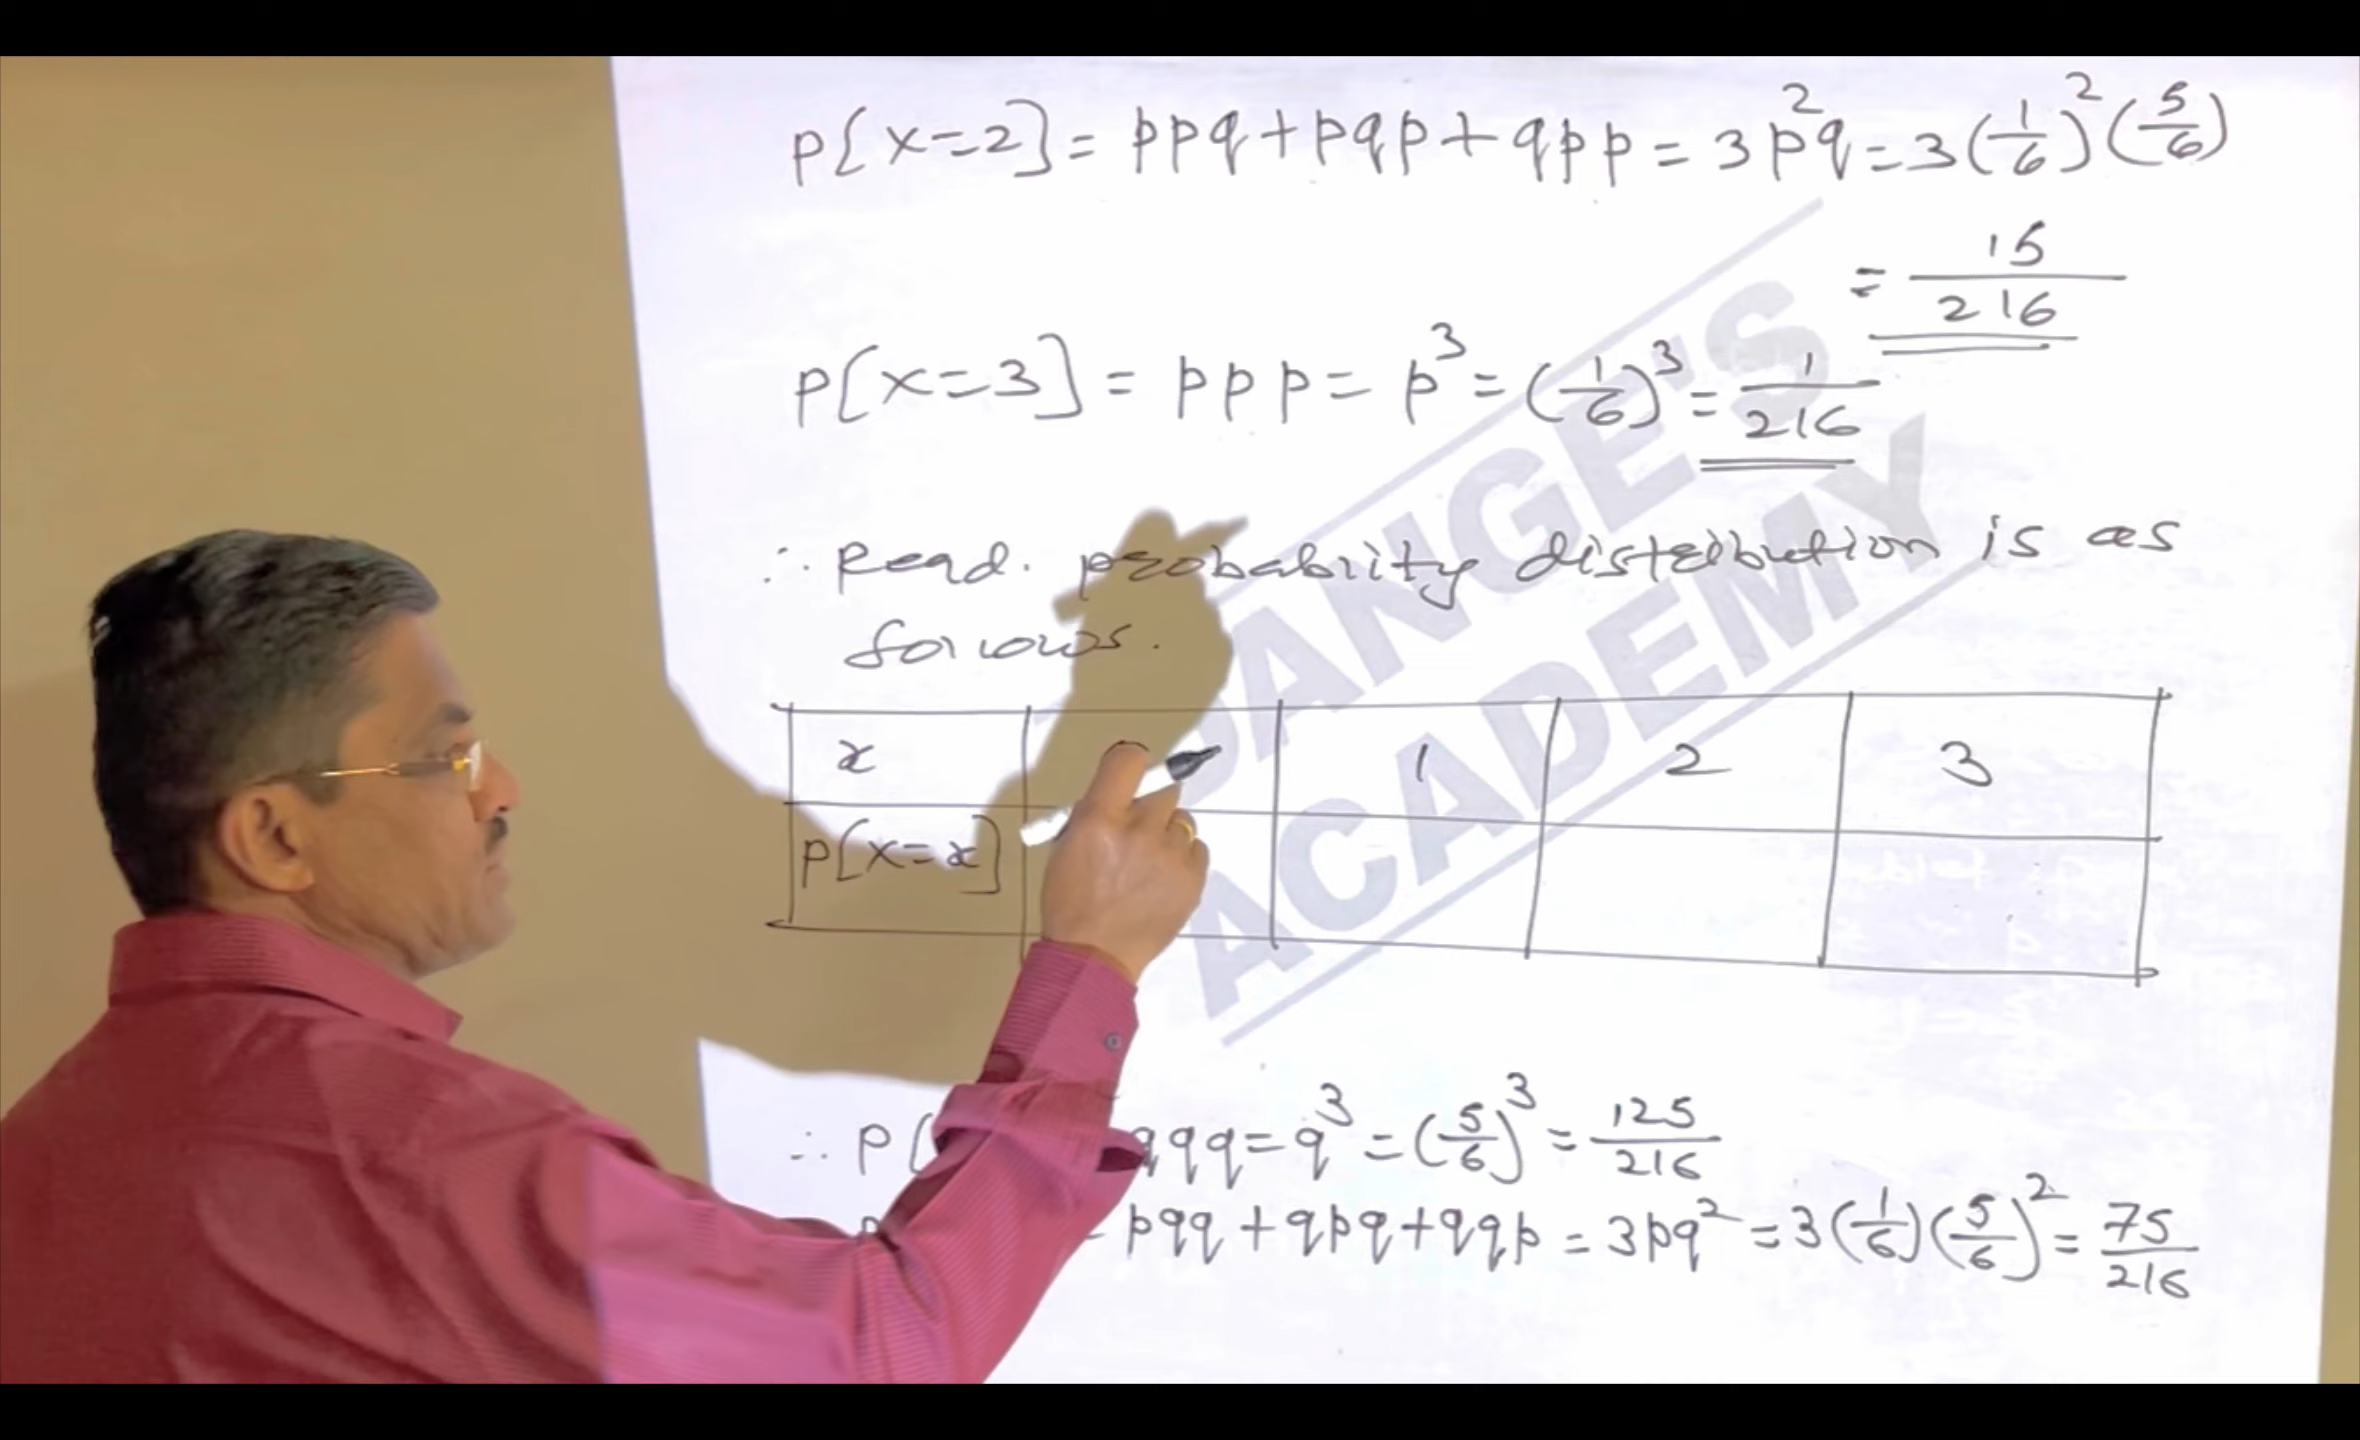 P[x=2] = ppq+pqp+qpp = 3p²q = 3(1/6)²(5/6)
= 15/216
P[x=3] = ppp = p³ = (1/6)³ = 1/216
∴ Reqd. probability distribution is as
follows.
x 1 2 3
P[X=x]
∴ P[ qqq = q³ = (5/6)³ = 125/216
= pqq + qpq + qqp = 3pq² = 3(1/6)(5/6)² = 75/216
ACADEMY